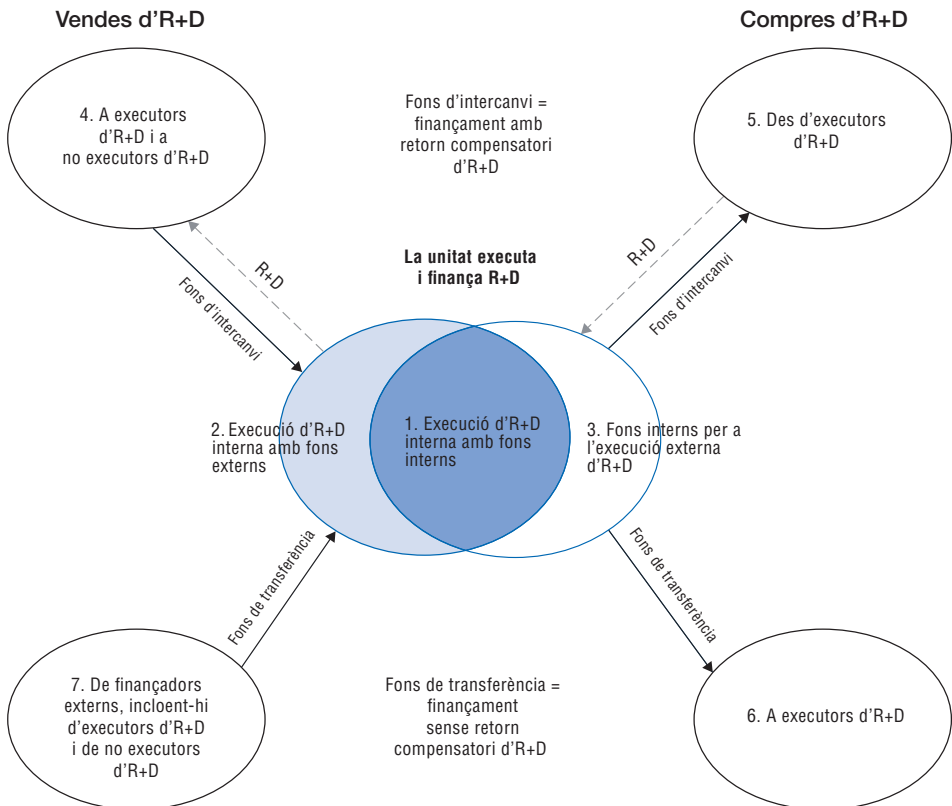 Vendes d’R+D
Compres d’R+D
4. A executors
d’R+D i a
no executors d’R+D
Fons d’intercanvi =
finançament amb
retorn compensatori
d’R+D
5. Des d’executors
d’R+D
R+D
Fons d’intercanvi
La unitat executa
i finança R+D
R+D
Fons d’intercanvi
2. Execució d’R+D
interna amb fons
externs
1. Execució d’R+D
interna amb fons
interns
3. Fons interns per a
l’execució externa
d’R+D
Fons de transferència
Fons de transferència
7. De finançadors
externs, incloent-hi
d’executors d’R+D
i de no executors
d’R+D
Fons de transferència =
finançament
sense retorn
compensatori d’R+D
6. A executors d’R+D